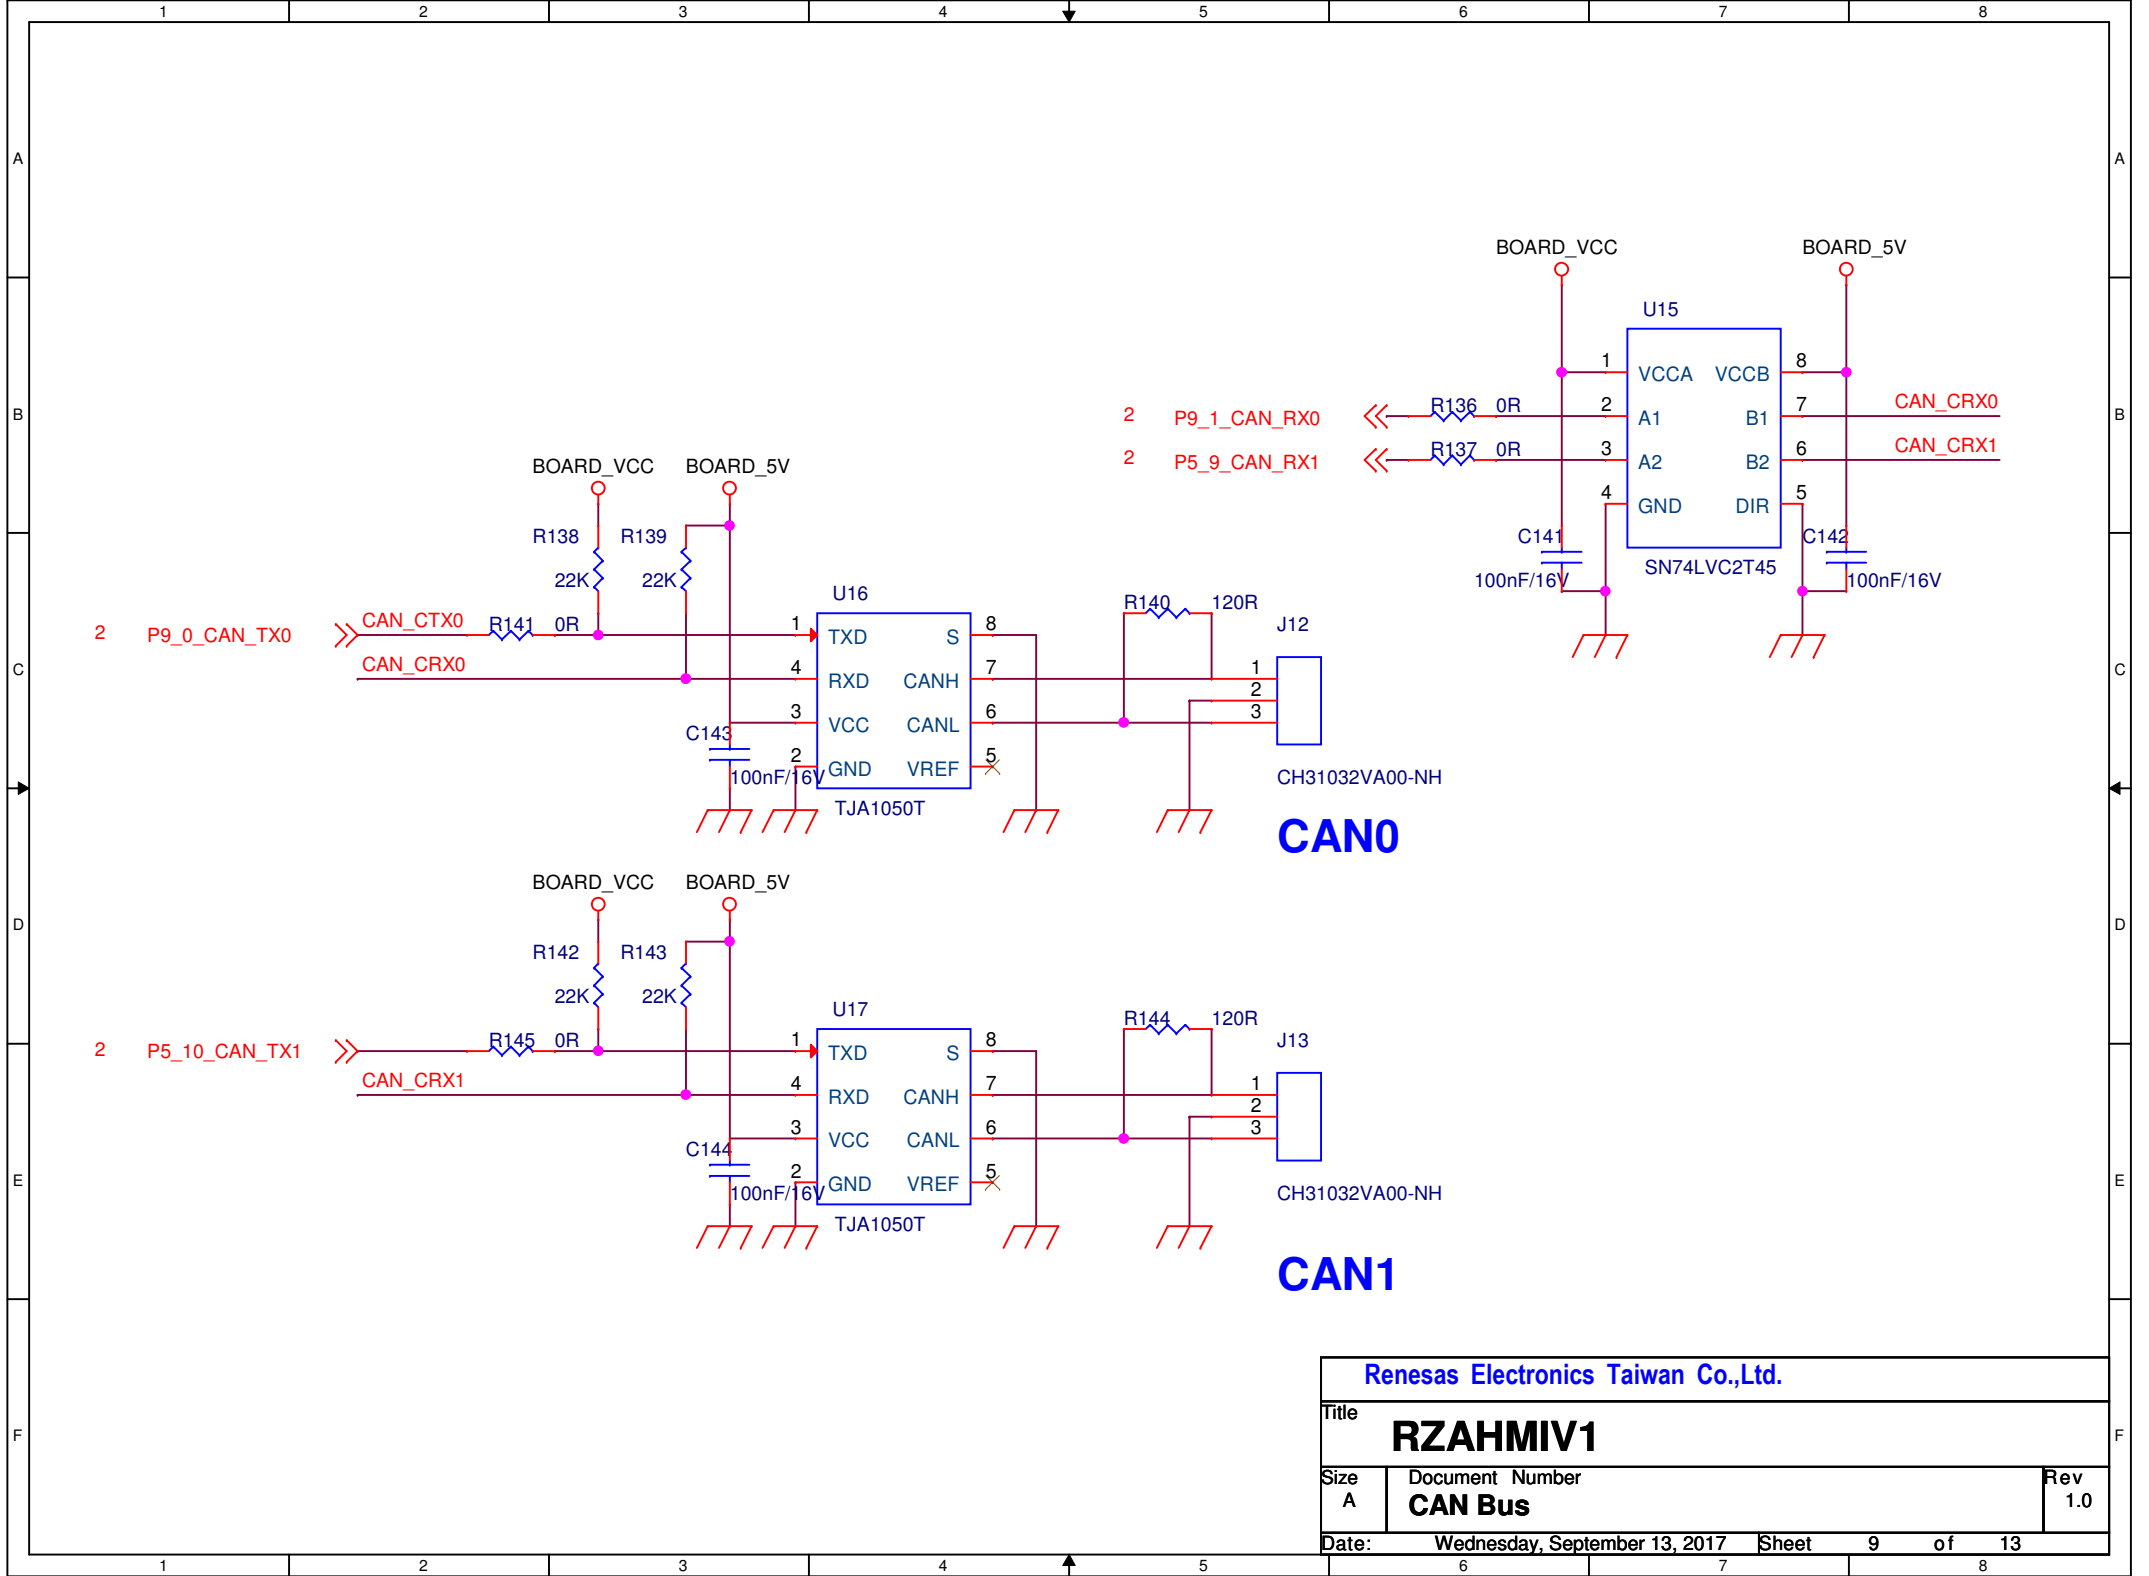 1 2 3 4 5 6 7 8
A A
BOARD_VCC BOARD_5V
U15
1 VCCA VCCB 8
2 P9_1_CAN_RX0 R136 0R 2 A1 B1 7 CAN_CRX0
B B
2 P5_9_CAN_RX1 R137 0R 3 A2 B2 6 CAN_CRX1
4 GND DIR 5
C141 C142
100nF/16V SN74LVC2T45 100nF/16V
BOARD_VCC BOARD_5V
R138 R139
22K 22K
U16
R140 120R
J12
2 P9_0_CAN_TX0 CAN_CTX0 R141 0R 1 TXD S 8
CAN_CRX0 4 RXD CANH 7 1
C C
2
3 VCC CANL 6 3
C143
100nF/16V 2 GND VREF 5
CH31032VA00-NH
TJA1050T
CAN0
BOARD_VCC BOARD_5V
D D
R142 R143
22K 22K
U17
R144 120R
J13
2 P5_10_CAN_TX1 R145 0R 1 TXD S 8
CAN_CRX1 4 RXD CANH 7 1
2
3 VCC CANL 6 3
C144
E E
100nF/16V 2 GND VREF 5
CH31032VA00-NH
TJA1050T
CAN1
Renesas Electronics Taiwan Co.,Ltd.
Title
RZAHMIV1
F F
Size Document Number Rev
A CAN Bus 1.0
Date: Wednesday, September 13, 2017 Sheet 9 of 13
1 2 3 4 5 6 7 8